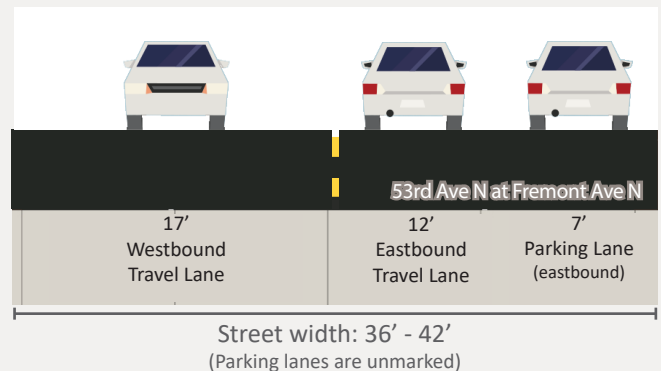 53rd Ave N at Fremont Ave N
17’ 12’ 7’
Westbound Eastbound Parking Lane
Travel Lane Travel Lane (eastbound)
Street width: 36’ - 42’
(Parking lanes are unmarked)